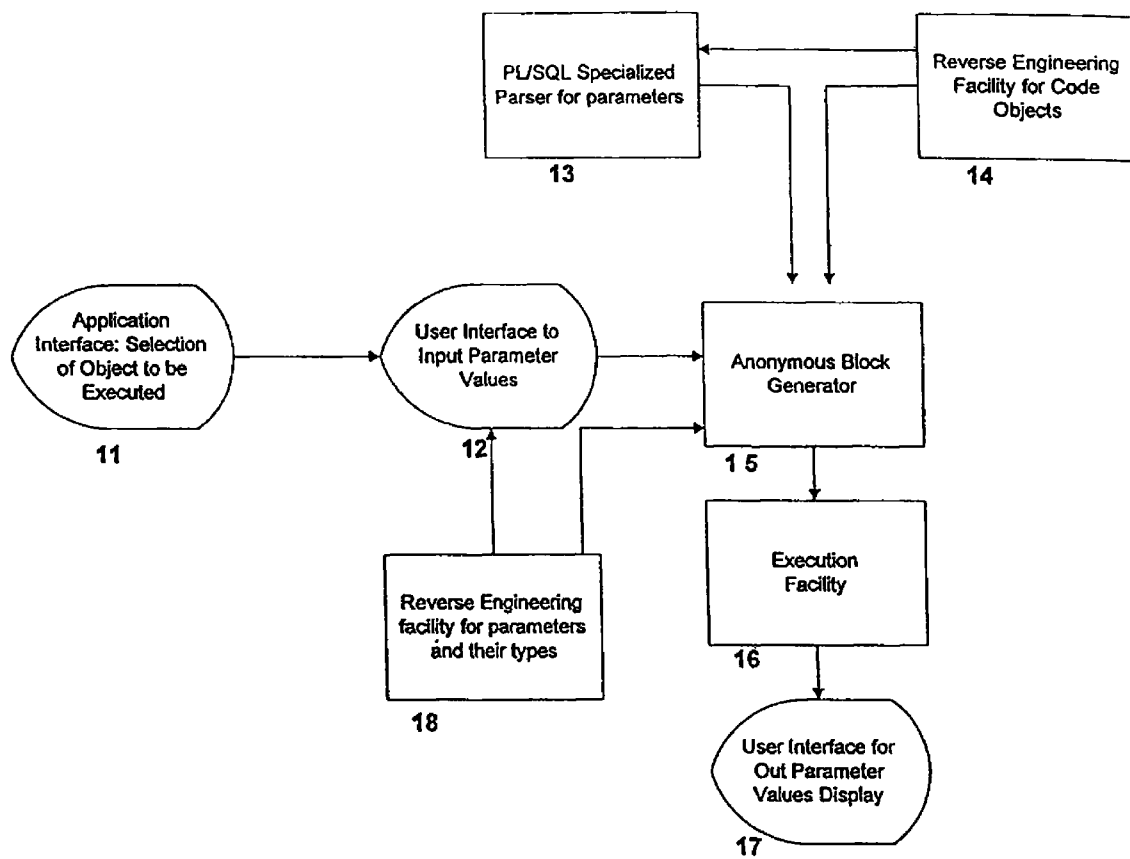 PL/SQL Specialized
Parser for parameters
13
Reverse Engineering
Facility for Code
Objects
14
Application
Interface: Selection
of Object to be
Executed
11
User Interface to
Input Parameter
Values
12
Anonymous Block
Generator
1 5
Reverse Engineering
facility for parameters
and their types
18
Execution
Facility
16
User Interface for
Out Parameter
Values Display
17